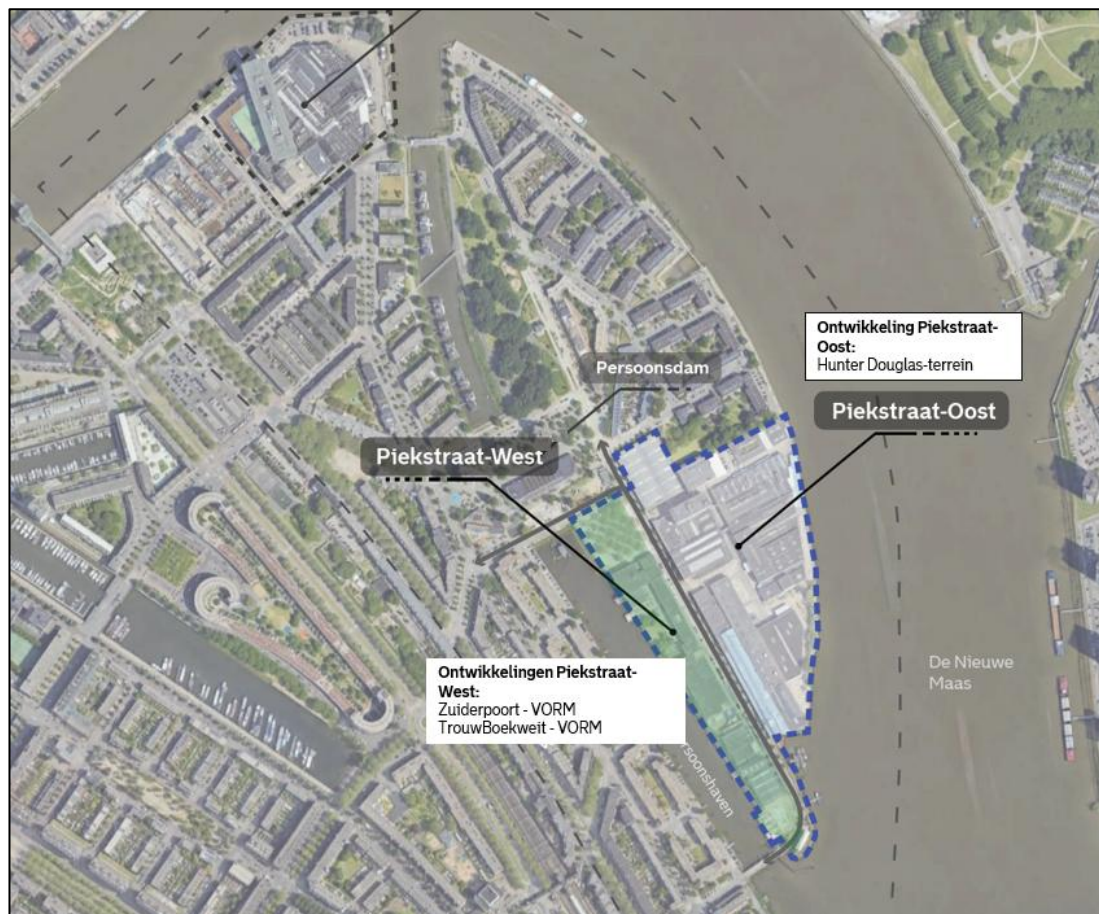 Ontwikkeling Piekstraat-
Oost:
Hunter Douglas-terrein
Persoonsdam
Piekstraat-Oost
Piekstraat-West
Ontwikkelingen Piekstraat-
West:
Zuiderpoort - VORM
TrouwBoekweit - VORM
De Nieuwe
Maas